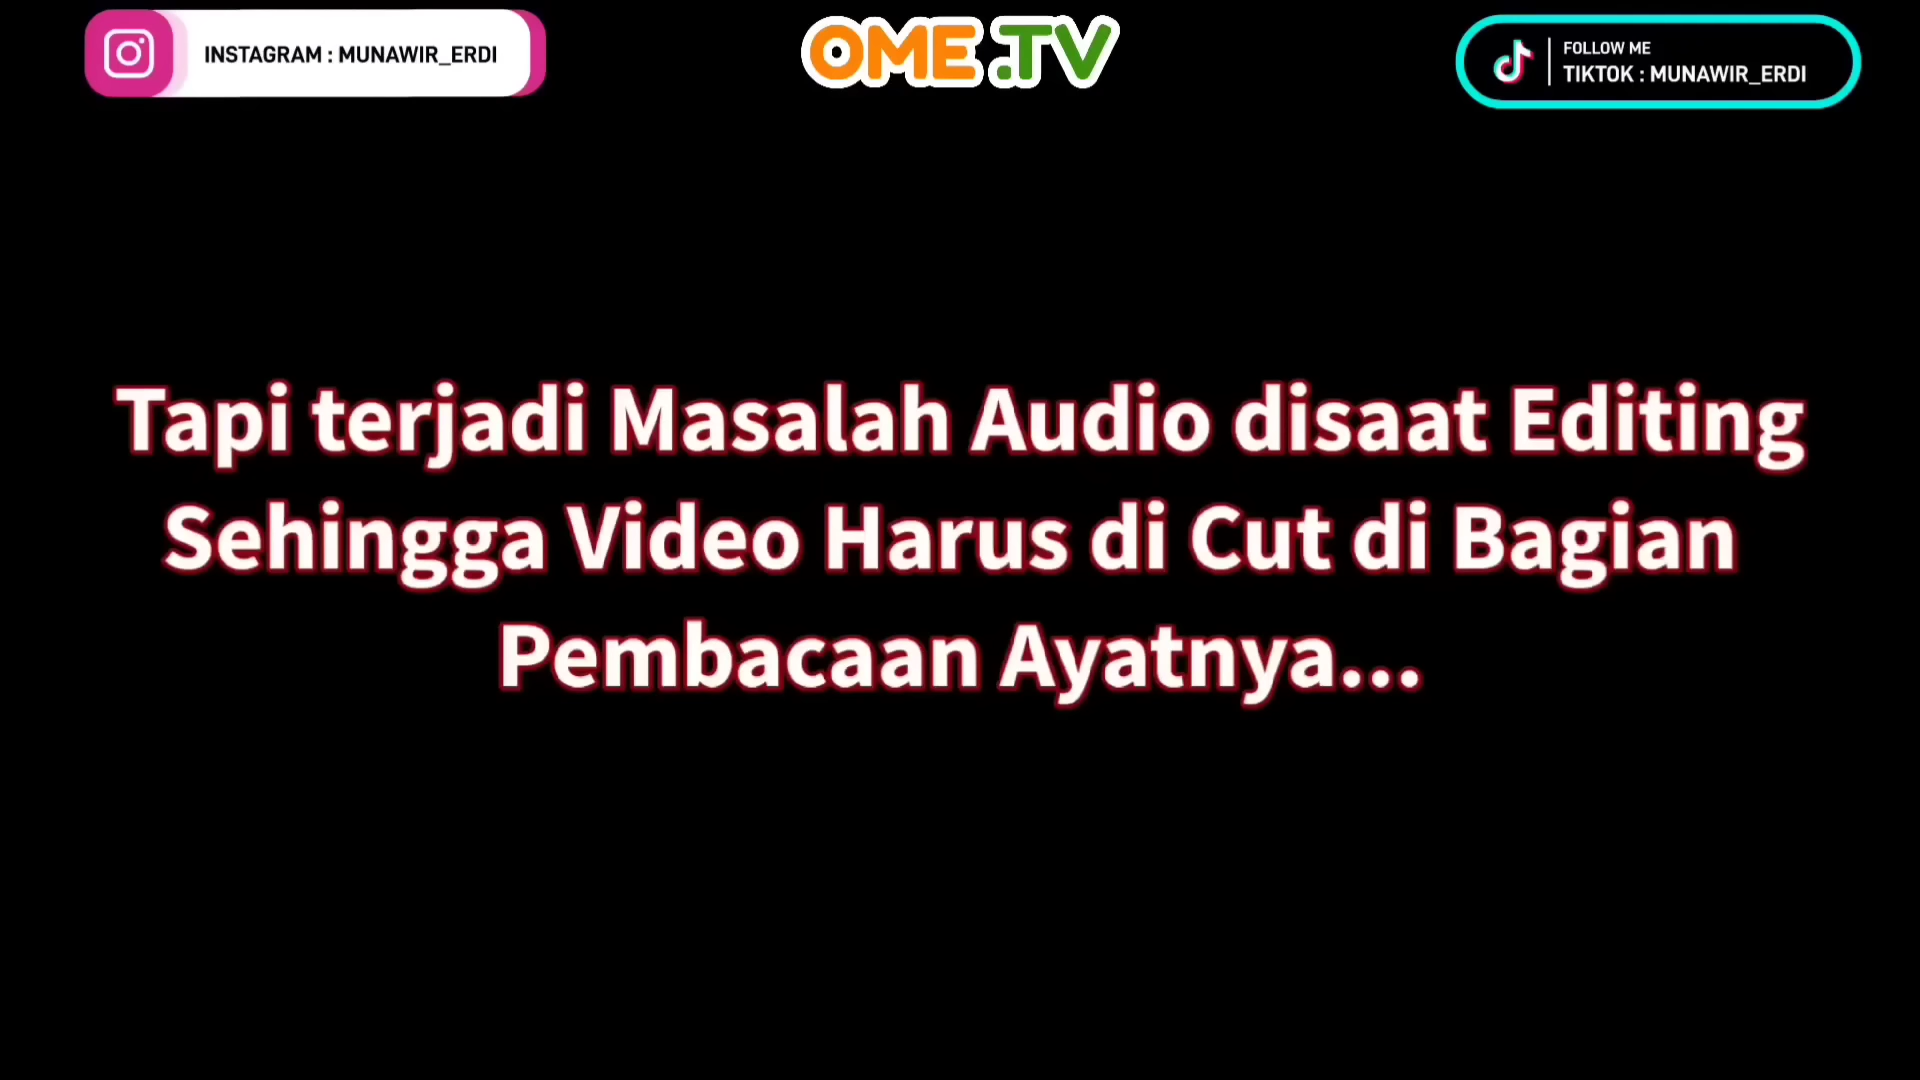 INSTAGRAM : MUNAWIR_ERDI
OME.TV
FOLLOW ME
TIKTOK : MUNAWIR_ERDI
Tapi terjadi Masalah Audio disaat Editing
Sehingga Video Harus di Cut di Bagian
Pembacaan Ayatnya...